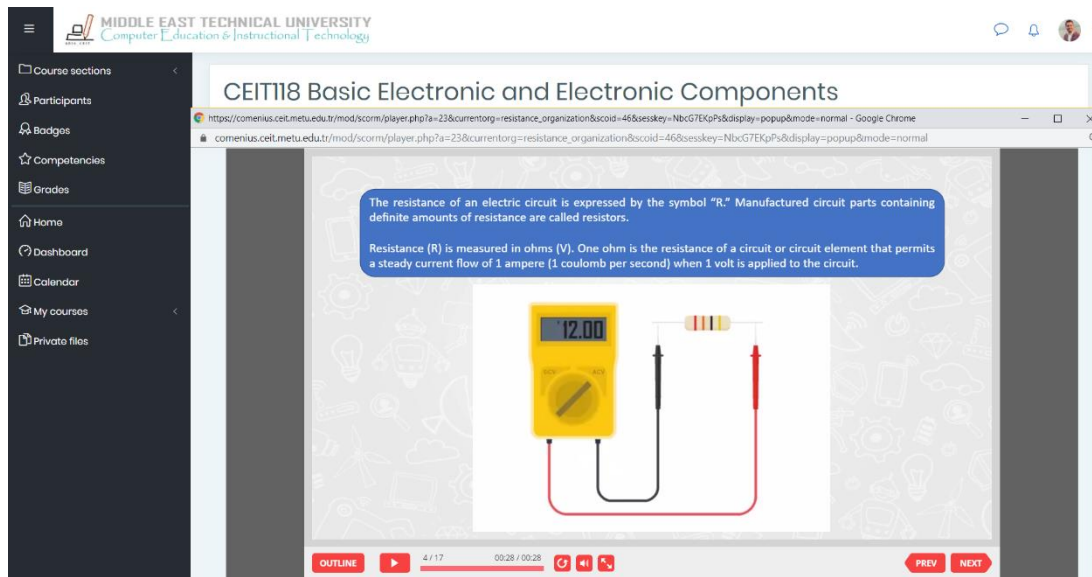 MIDDLE EAST TECHNICAL UNIVERSITY
Computer Education & Instructional Technology
Course sections
Participants
Badges
Competencies
Grades
Home
Dashboard
Calendar
My courses
Private files
CEIT118 Basic Electronic and Electronic Components
https://comenius.ceit.metu.edu.tr/mod/scorm/player.php?a=23&currentorg=resistance_organization&scoid=46&sesskey=NbcG7EKpPs&display=popup&mode=normal - Google Chrome
comenius.ceit.metu.edu.tr/mod/scorm/player.php?a=23&currentorg=resistance_organization&scoid=46&sesskey=NbcG7EKpPs&display=popup&mode=normal
The resistance of an electric circuit is expressed by the symbol “R.” Manufactured circuit parts containing
definite amounts of resistance are called resistors.
Resistance (R) is measured in ohms (V). One ohm is the resistance of a circuit or circuit element that permits
a steady current flow of 1 ampere (1 coulomb per second) when 1 volt is applied to the circuit.
12.00
OUTLINE
4 / 17
00:28 / 00:28
PREV
NEXT